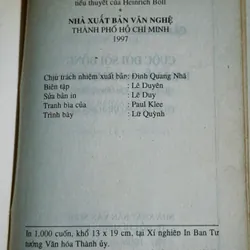 tiểu thuyết của Heinrich Böll
*
NHÀ XUẤT BẢN VĂN NGHỆ
THÀNH PHỐ HỒ CHÍ MINH
1997
Chịu trách nhiệm xuất bản: Đinh Quang Nhã
Biên tập : Lê Duyên
Sửa bản in : Lê Duy
Tranh bìa của : Paul Klee
Trình bày : Lữ Quỳnh
In 1.000 cuốn, khổ 13 x 19 cm, tại Xí nghiên In Ban Tư
tưởng Văn hóa Thành ủy.